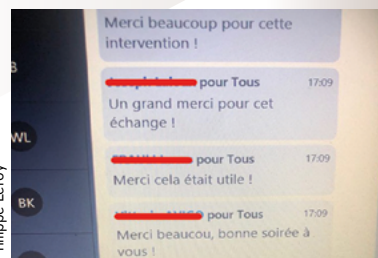 Merci beaucoup pour cette
intervention !
pour Tous 17:09
Un grand merci pour cet
échange !
pour Tous 17:09
Merci cela était utile !
pour Tous 17:09
Merci beaucou, bonne soirée à
vous !
WL
BK